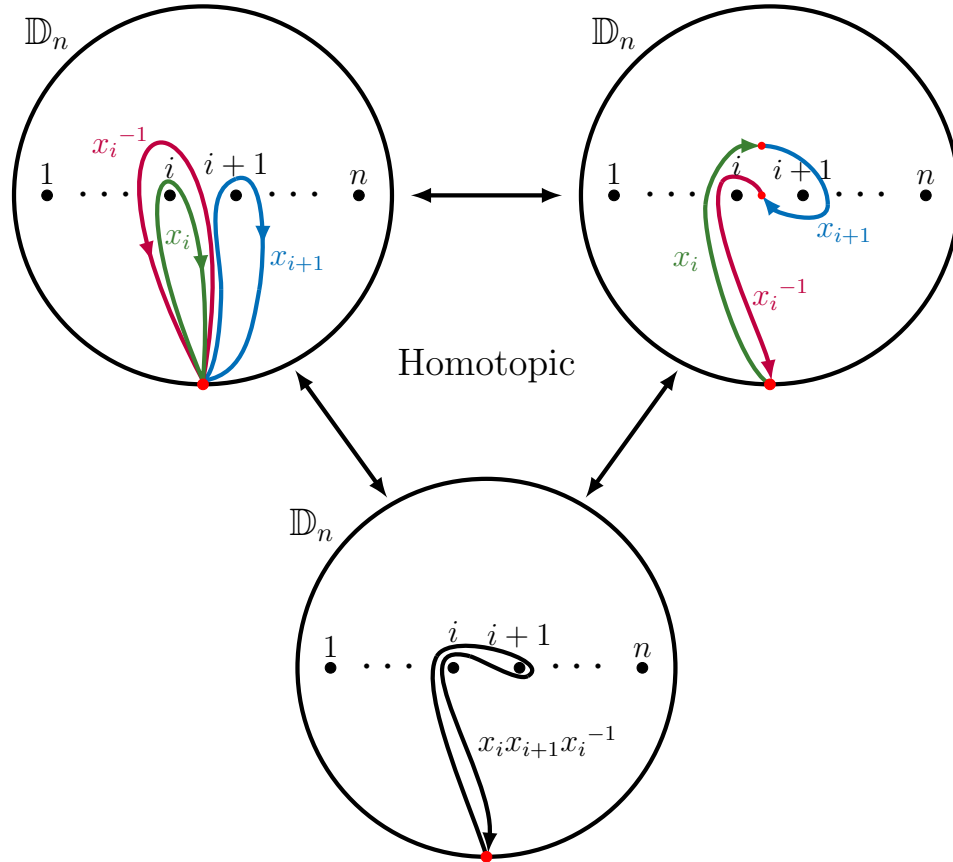 𝔻ₙ
xᵢ⁻¹
1 · · · · i i + 1 · · · n
xᵢ
xᵢ₊₁
𝔻ₙ
1 · · · · i i + 1 · · · n
xᵢ
xᵢ₊₁
xᵢ⁻¹
Homotopic
𝔻ₙ
1 · · · i i + 1 · · · n
xᵢxᵢ₊₁xᵢ⁻¹